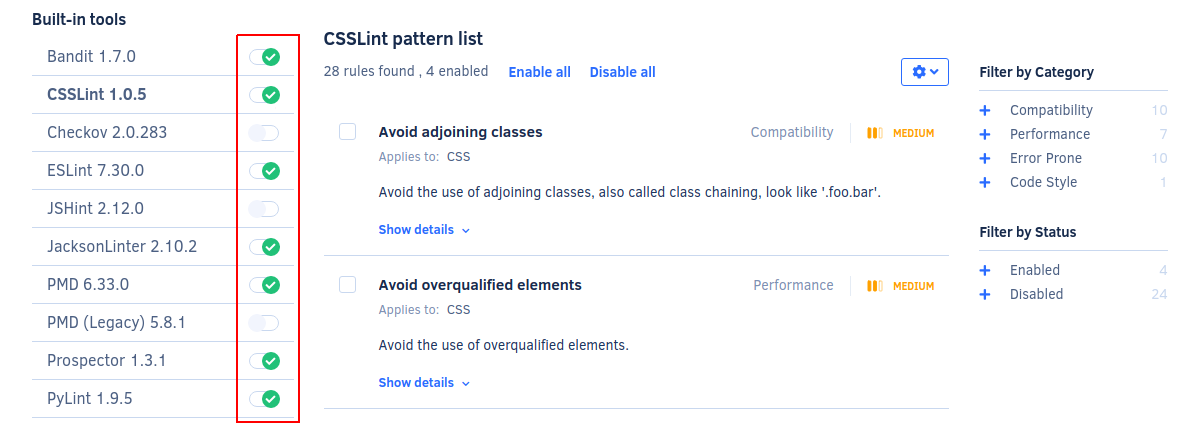 Built-in tools
Bandit 1.7.0
CSSLint 1.0.5
Checkov 2.0.283
ESLint 7.30.0
JSHint 2.12.0
JacksonLinter 2.10.2
PMD 6.33.0
PMD (Legacy) 5.8.1
Prospector 1.3.1
PyLint 1.9.5
CSSLint pattern list
28 rules found , 4 enabled Enable all Disable all
Avoid adjoining classes Compatibility MEDIUM
Applies to: CSS
Avoid the use of adjoining classes, also called class chaining, look like '.foo.bar'.
Show details
Avoid overqualified elements Performance MEDIUM
Applies to: CSS
Avoid the use of overqualified elements.
Show details
Filter by Category
Compatibility 10
Performance 7
Error Prone 10
Code Style 1
Filter by Status
Enabled 4
Disabled 24